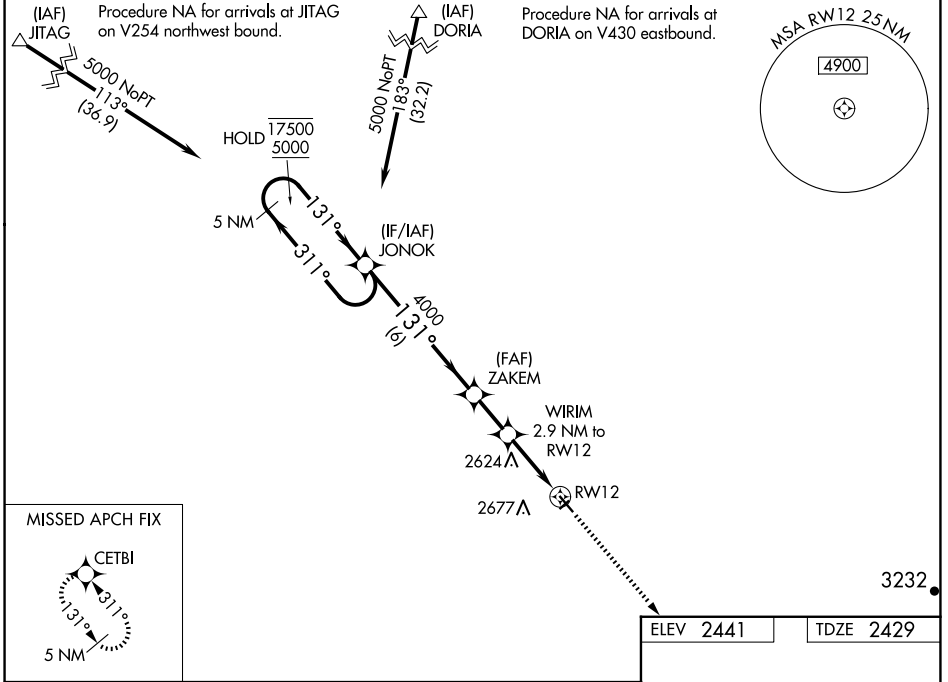 (IAF)
JITAG
Procedure NA for arrivals at JITAG
on V254 northwest bound.
(IAF)
DORIA
Procedure NA for arrivals at
DORIA on V430 eastbound.
MSA RW12 25 NM
4900
5000 NoPT
113°
(36.9)
5000 NoPT
183°
(32.2)
HOLD
17500
5000
5 NM
131°
311°
(IF/IAF)
JONOK
4000
131°
(6)
(FAF)
ZAKEM
WIRIM
2.9 NM to
RW12
2624
2677
RW12
MISSED APCH FIX
CETBI
131°
311°
5 NM
3232
ELEV 2441
TDZE 2429